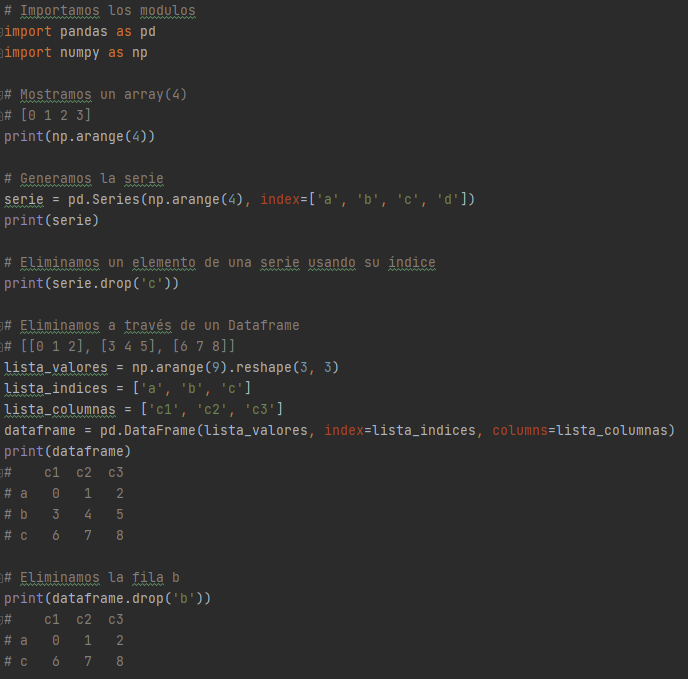 # Importamos los modulos
import pandas as pd
import numpy as np
# Mostramos un array(4)
# [0 1 2 3]
print(np.arange(4))
# Generamos la serie
serie = pd.Series(np.arange(4), index=['a', 'b', 'c', 'd'])
print(serie)
# Eliminamos un elemento de una serie usando su índice
print(serie.drop('c'))
# Eliminamos a través de un Dataframe
# [[0 1 2], [3 4 5], [6 7 8]]
lista_valores = np.arange(9).reshape(3, 3)
lista_indices = ['a', 'b', 'c']
lista_columnas = ['c1', 'c2', 'c3']
dataframe = pd.DataFrame(lista_valores, index=lista_indices, columns=lista_columnas)
print(dataframe)
#    c1  c2  c3
# a   0   1   2
# b   3   4   5
# c   6   7   8
# Eliminamos la fila b
print(dataframe.drop('b'))
#    c1  c2  c3
# a   0   1   2
# c   6   7   8